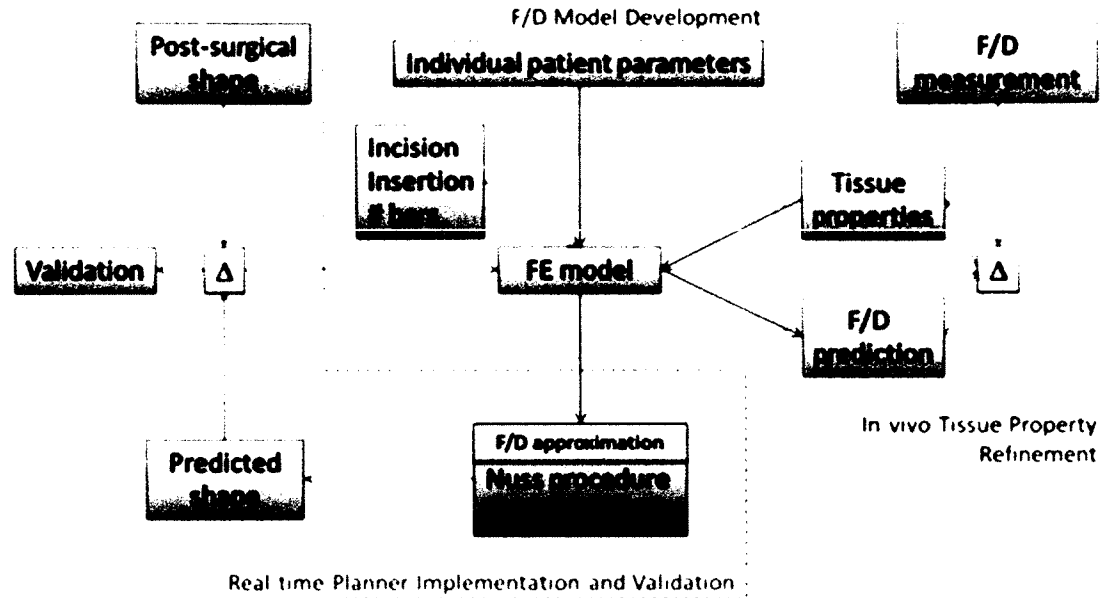 F/D Model Development
Post-surgical
shape
Individual patient parameters
F/D
measurement
Incision
Insertion
# bars
Tissue
properties
Validation
Δ
FE model
Δ
F/D
prediction
In vivo Tissue Property
Refinement
F/D approximation
Nuss procedure
Predicted
shape
Real time Planner Implementation and Validation